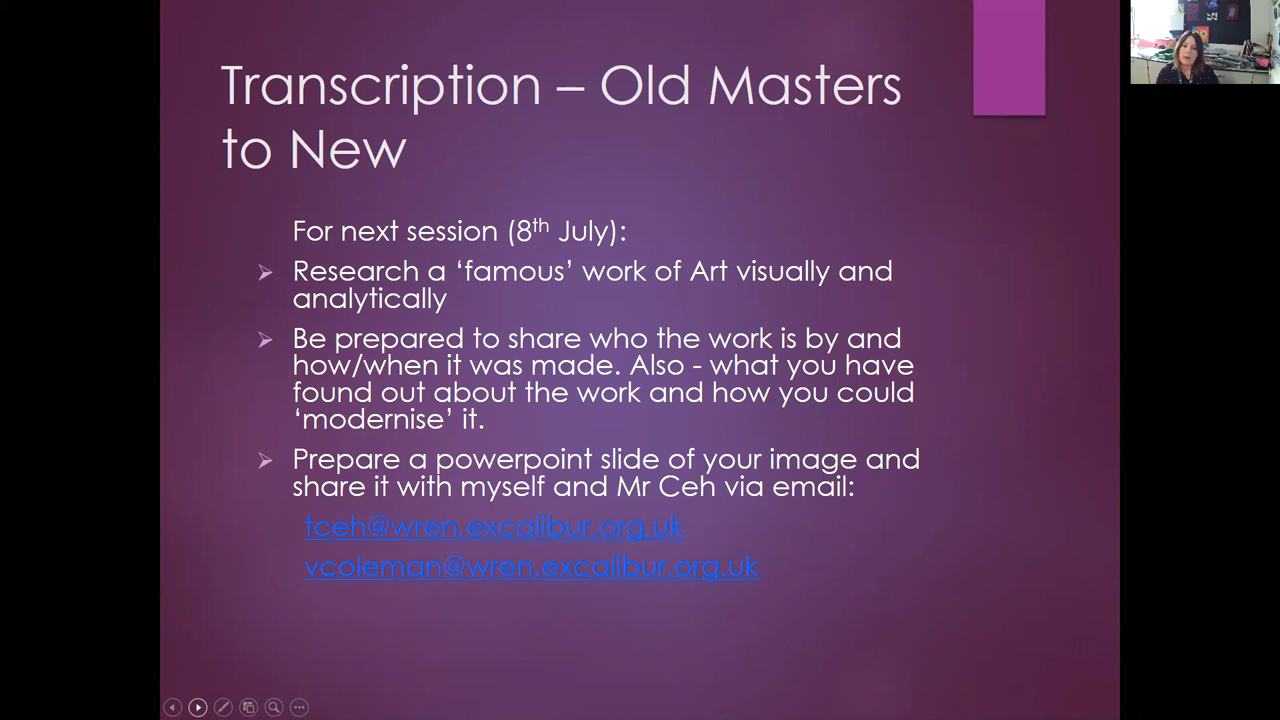 Transcription – Old Masters
to New
For next session (8th July):
Research a ‘famous’ work of Art visually and
analytically
Be prepared to share who the work is by and
how/when it was made. Also - what you have
found out about the work and how you could
‘modernise’ it.
Prepare a powerpoint slide of your image and
share it with myself and Mr Ceh via email:
tceh@wren.excalibur.org.uk
vcoleman@wren.excalibur.org.uk